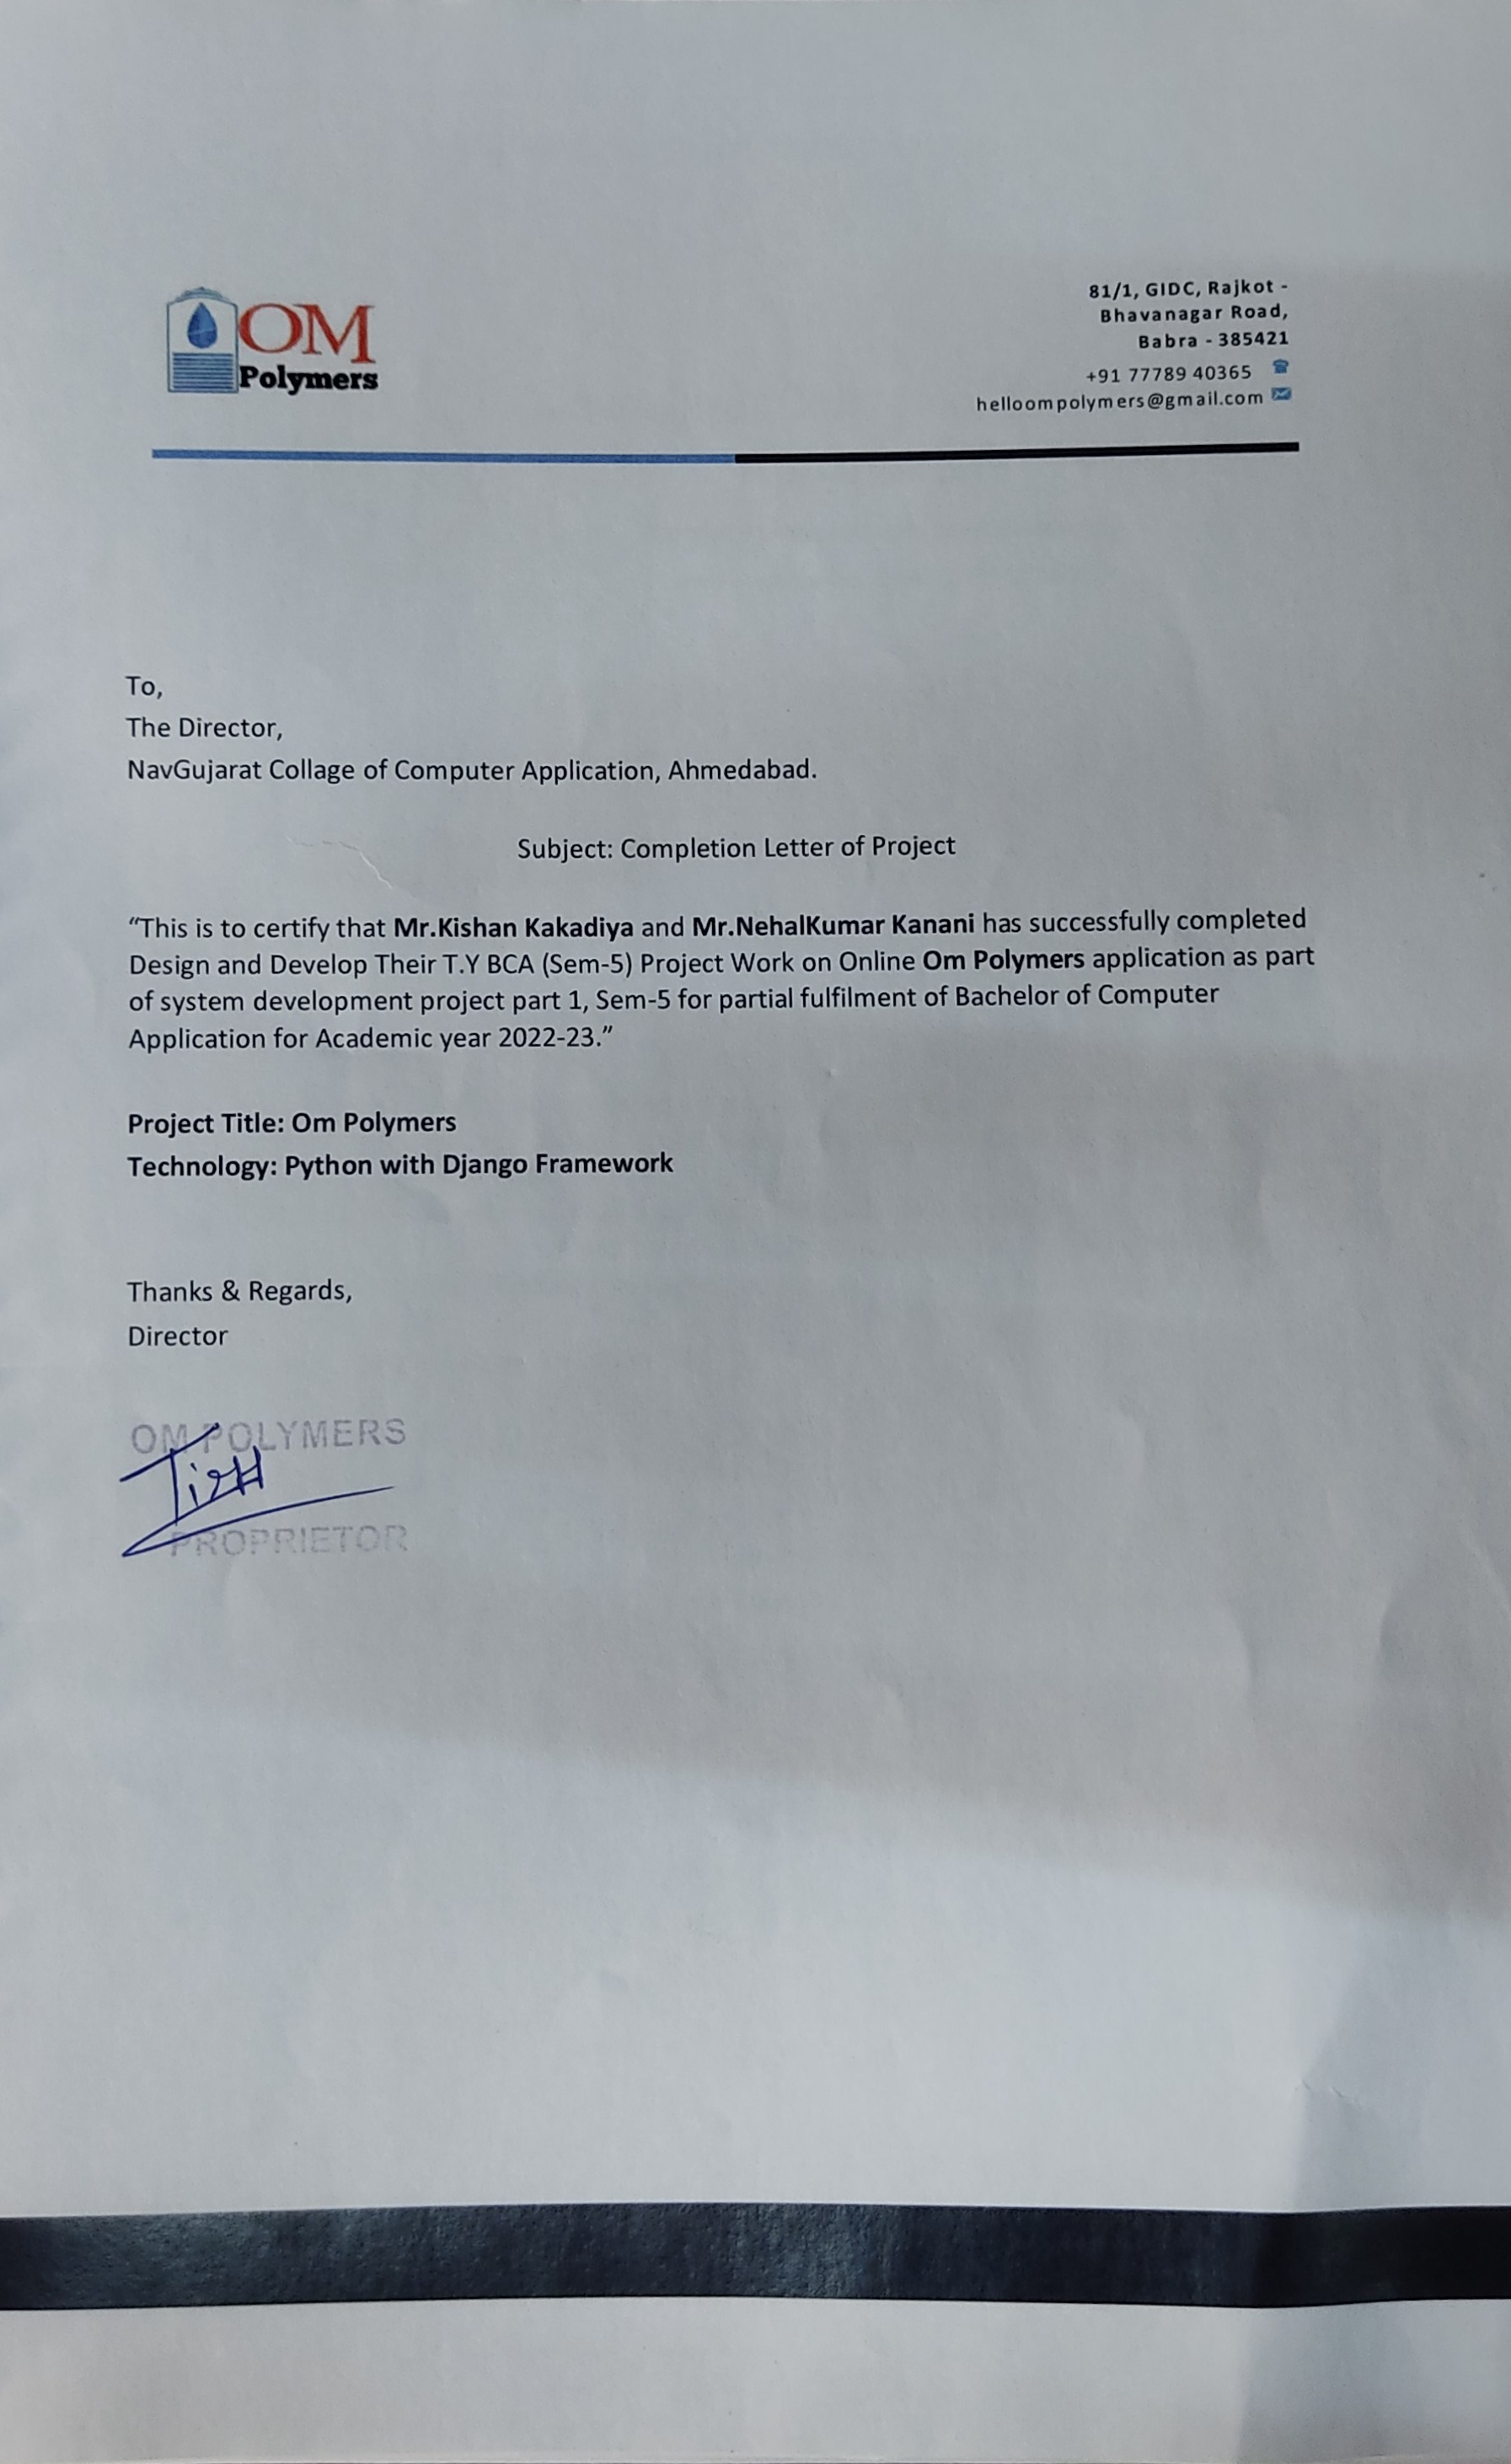 OM
Polymers
81/1, GIDC, Rajkot -
Bhavanagar Road,
Babra - 385421
+91 77789 40365
helloompolymers@gmail.com
To,
The Director,
NavGujarat Collage of Computer Application, Ahmedabad.
Subject: Completion Letter of Project
“This is to certify that Mr.Kishan Kakadiya and Mr.NehalKumar Kanani has successfully completed
Design and Develop Their T.Y BCA (Sem-5) Project Work on Online Om Polymers application as part
of system development project part 1, Sem-5 for partial fulfilment of Bachelor of Computer
Application for Academic year 2022-23.”
Project Title: Om Polymers
Technology: Python with Django Framework
Thanks & Regards,
Director
OM POLYMERS
PROPRIETOR